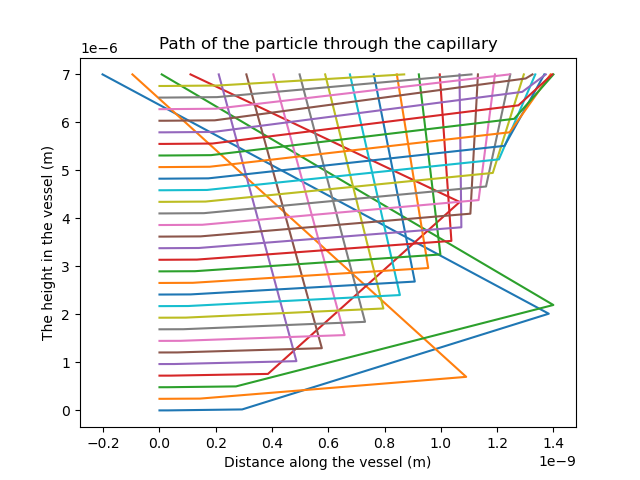 Path of the particle through the capillary
1e−6
7
6
5
4
3
2
1
0
The height in the vessel (m)
−0.2 0.0 0.2 0.4 0.6 0.8 1.0 1.2 1.4
Distance along the vessel (m)
1e−9